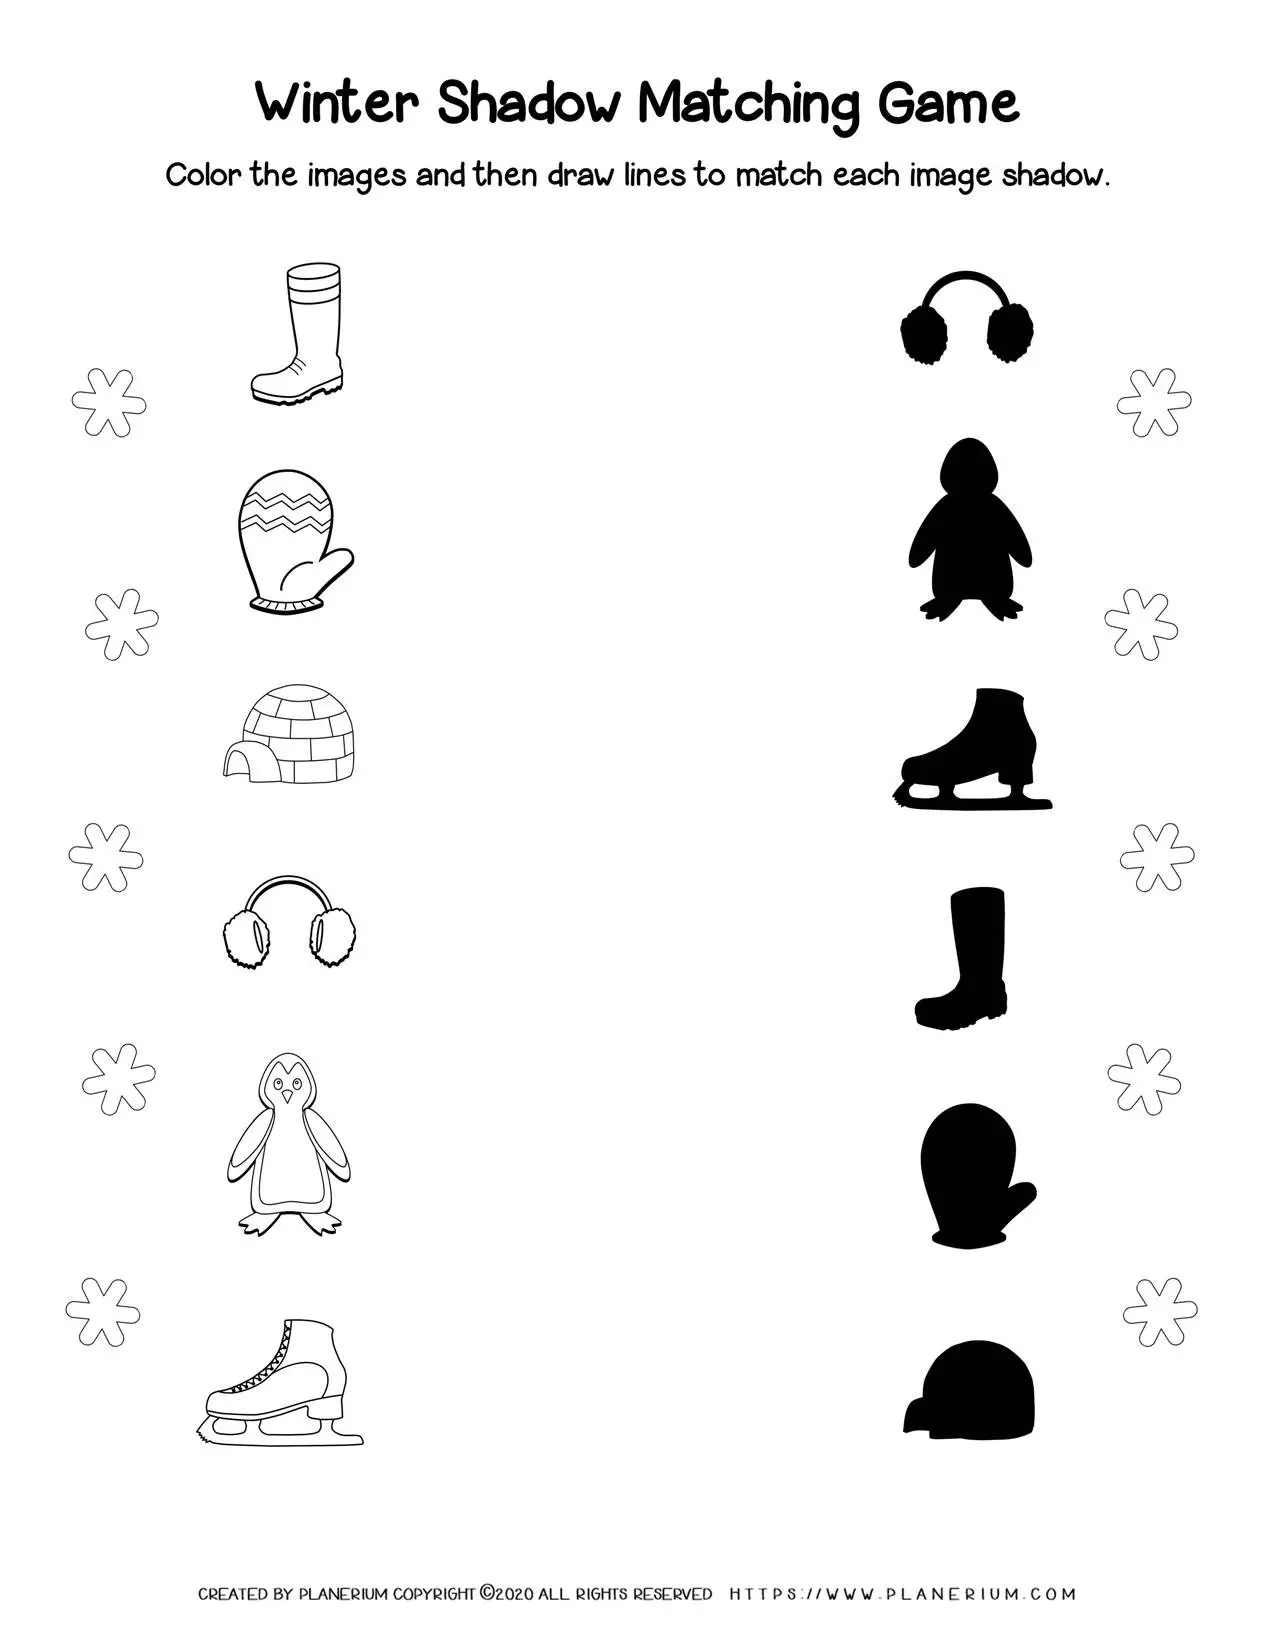 Winter Shadow Matching Game
Color the images and then draw lines to match each image shadow.
CREATED BY PLANERIUM COPYRIGHT ©2020 ALL RIGHTS RESERVED HTTPS://WWW.PLANERIUM.COM